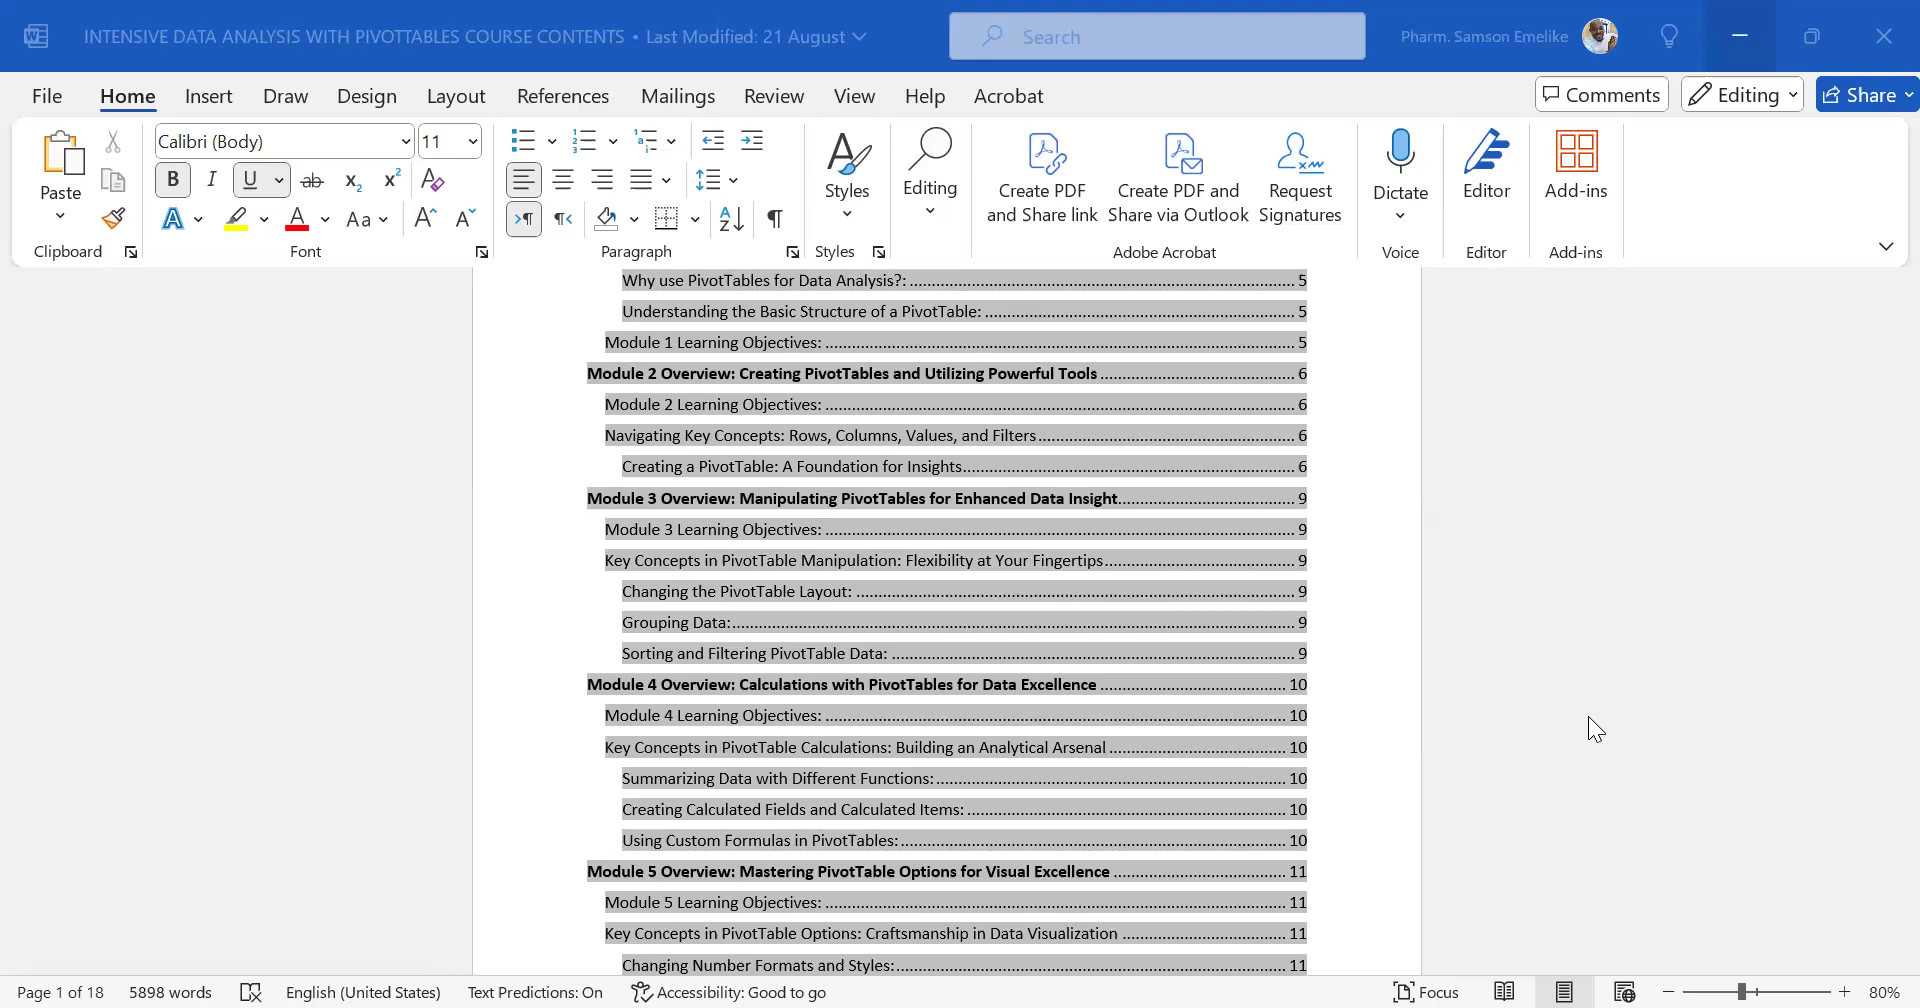 INTENSIVE DATA ANALYSIS WITH PIVOTTABLES COURSE CONTENTS • Last Modified: 21 August
Search
Pharm. Samson Emelike
File Home Insert Draw Design Layout References Mailings Review View Help Acrobat
Comments Editing Share
Paste
Clipboard
Calibri (Body) 11
Font
Paragraph
Styles
Styles
Editing
Create PDF and Share link
Create PDF and Share via Outlook
Request Signatures
Adobe Acrobat
Dictate
Voice
Editor
Editor
Add-ins
Add-ins
Why use PivotTables for Data Analysis?: 5
Understanding the Basic Structure of a PivotTable: 5
Module 1 Learning Objectives: 5
Module 2 Overview: Creating PivotTables and Utilizing Powerful Tools 6
Module 2 Learning Objectives: 6
Navigating Key Concepts: Rows, Columns, Values, and Filters 6
Creating a PivotTable: A Foundation for Insights 6
Module 3 Overview: Manipulating PivotTables for Enhanced Data Insight 9
Module 3 Learning Objectives: 9
Key Concepts in PivotTable Manipulation: Flexibility at Your Fingertips 9
Changing the PivotTable Layout: 9
Grouping Data: 9
Sorting and Filtering PivotTable Data: 9
Module 4 Overview: Calculations with PivotTables for Data Excellence 10
Module 4 Learning Objectives: 10
Key Concepts in PivotTable Calculations: Building an Analytical Arsenal 10
Summarizing Data with Different Functions: 10
Creating Calculated Fields and Calculated Items: 10
Using Custom Formulas in PivotTables: 10
Module 5 Overview: Mastering PivotTable Options for Visual Excellence 11
Module 5 Learning Objectives: 11
Key Concepts in PivotTable Options: Craftsmanship in Data Visualization 11
Changing Number Formats and Styles: 11
Page 1 of 18 5898 words English (United States) Text Predictions: On Accessibility: Good to go Focus 80%